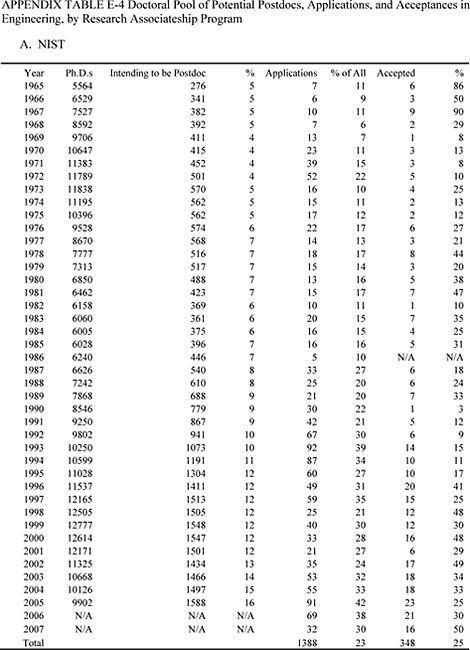 APPENDIX TABLE E-4 Doctoral Pool of Potential Postdocs, Applications, and Acceptances in
Engineering, by Research Associateship Program
A. NIST
Year Ph.D.s Intending to be Postdoc % Applications % of All Accepted %
1965 5564 276 5 7 11 6 86
1966 6529 341 5 6 9 3 50
1967 7527 382 5 10 11 9 90
1968 8592 392 5 7 6 2 29
1969 9706 411 4 13 7 1 8
1970 10647 415 4 23 11 3 13
1971 11383 452 4 39 15 3 8
1972 11789 501 4 52 22 5 10
1973 11838 570 5 16 10 4 25
1974 11195 562 5 15 11 2 13
1975 10396 562 5 17 12 2 12
1976 9528 574 6 22 17 6 27
1977 8670 568 7 14 13 3 21
1978 7777 516 7 18 17 8 44
1979 7313 517 7 15 14 3 20
1980 6850 488 7 13 16 5 38
1981 6462 423 7 15 17 7 47
1982 6158 369 6 10 11 1 10
1983 6060 361 6 20 15 7 35
1984 6005 375 6 16 15 4 25
1985 6028 396 7 16 16 5 31
1986 6240 446 7 5 10 N/A N/A
1987 6626 540 8 33 27 6 18
1988 7242 610 8 25 20 6 24
1989 7868 688 9 21 20 7 33
1990 8546 779 9 30 22 1 3
1991 9250 867 9 42 21 5 12
1992 9802 941 10 67 30 6 9
1993 10250 1073 10 92 39 14 15
1994 10599 1191 11 87 34 10 11
1995 11028 1304 12 60 27 10 17
1996 11537 1411 12 49 31 20 41
1997 12165 1513 12 59 35 15 25
1998 12505 1505 12 25 21 12 48
1999 12777 1548 12 40 30 12 30
2000 12614 1547 12 33 28 16 48
2001 12171 1501 12 21 27 6 29
2002 11325 1434 13 35 24 17 49
2003 10668 1466 14 53 32 18 34
2004 10126 1497 15 55 33 18 33
2005 9902 1588 16 91 42 23 25
2006 N/A N/A N/A 69 38 21 30
2007 N/A N/A N/A 32 30 16 50
Total 1388 23 348 25